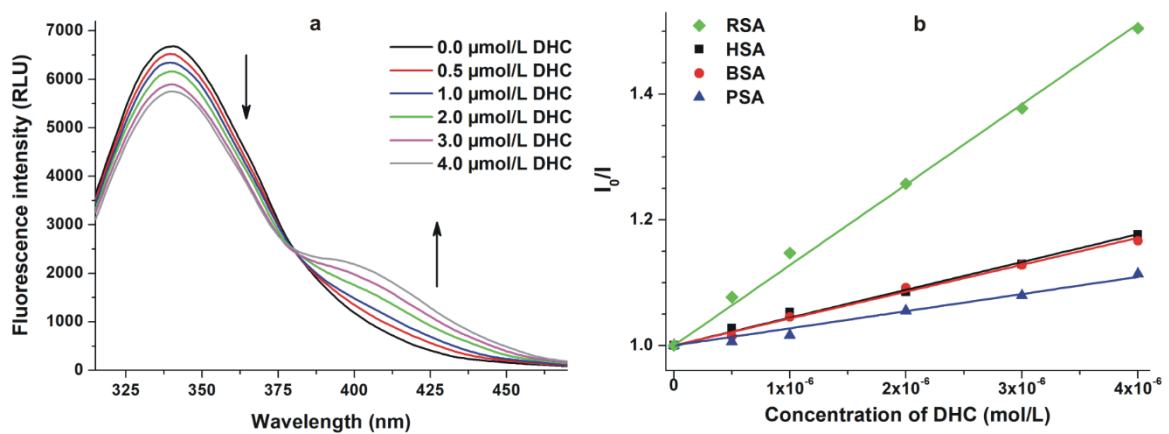 a
0.0 µmol/L DHC
0.5 µmol/L DHC
1.0 µmol/L DHC
2.0 µmol/L DHC
3.0 µmol/L DHC
4.0 µmol/L DHC
Fluorescence intensity (RLU)
7000
6000
5000
4000
3000
2000
1000
0
325
350
375
400
425
450
Wavelength (nm)
b
RSA
HSA
BSA
PSA
I₀/I
1.4
1.2
1.0
0
1x10⁻⁶
2x10⁻⁶
3x10⁻⁶
4x10⁻⁶
Concentration of DHC (mol/L)